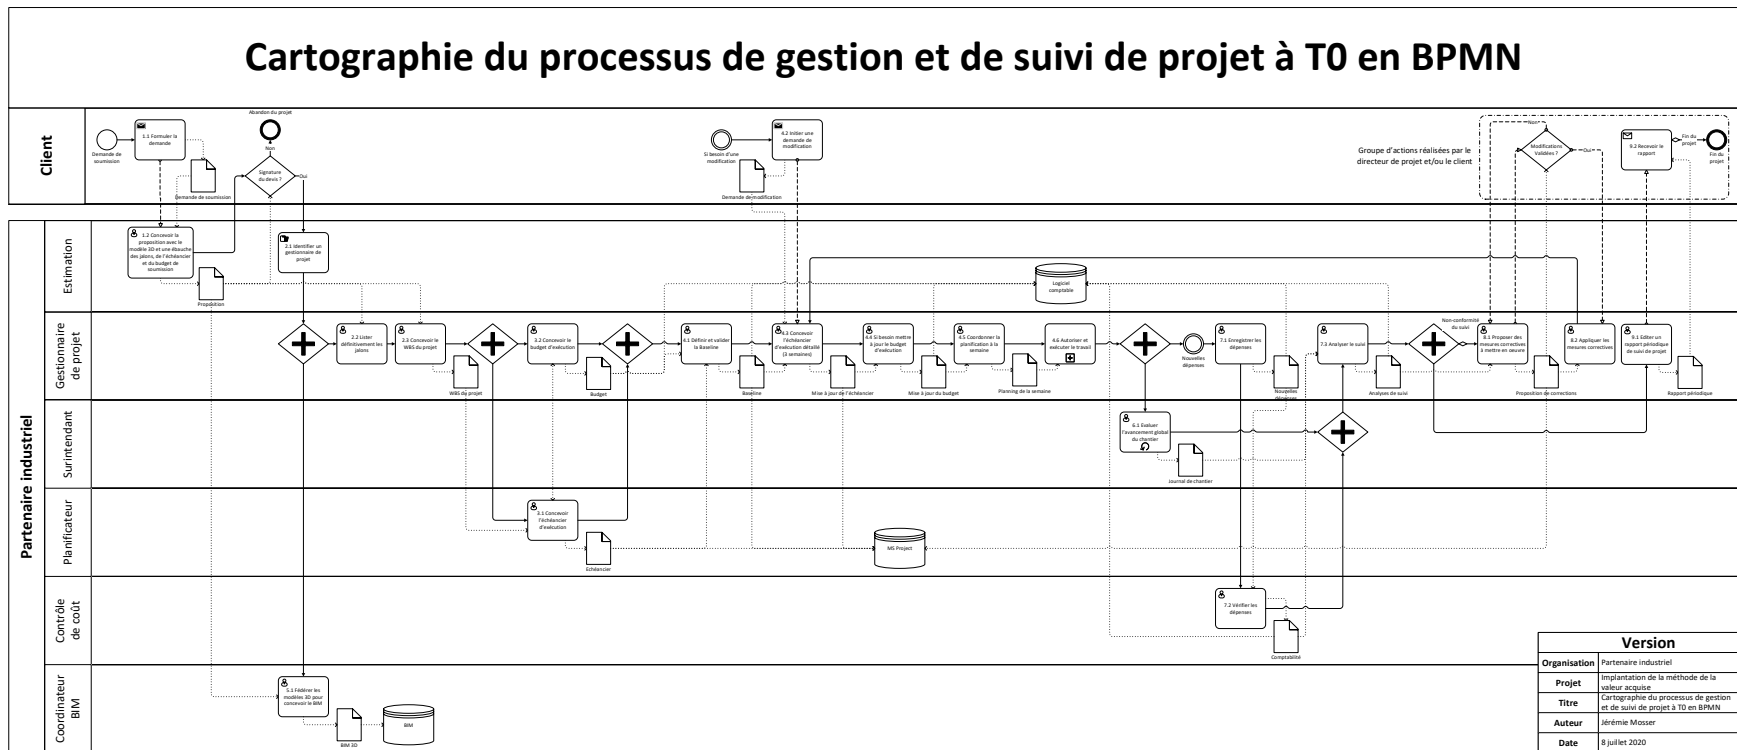 Cartographie du processus de gestion et de suivi de projet à T0 en BPMN
Client
Demande de
soumission
1.1 Formuler la
demande
Demande de soumission
Abandon du projet
Non
Signature
du devis ?
Oui
Si besoin d'une
modification
4.2 Initier une
demande de
modification
Demande de modification
Groupe d'actions réalisées par le
directeur de projet et/ou le client
Non
Modifications
Validées ?
Oui
9.2 Recevoir le
rapport
Fin du
projet
Fin du
projet
Partenaire industriel
Estimation
1.2 Concevoir la
proposition avec le
modèle 3D et une ébauche
des jalons, de l'échéancier
et du budget de
soumission
Proposition
2.1 Identifier un
gestionnaire de
projet
Logiciel
comptable
Gestionnaire
de projet
2.2 Lister
définitivement les
jalons
2.3 Concevoir le
WBS du projet
WBS du projet
3.2 Concevoir le
budget d'exécution
Budget
4.1 Définir et valider
la Baseline
Baseline
4.3 Concevoir
l'échéancier
d'exécution détaillé
(3 semaines)
Mise à jour de l'échéancier
4.4 Si besoin mettre
à jour le budget
d'exécution
Mise à jour du budget
4.5 Coordonner la
planification à la
semaine
Planning de la semaine
4.6 Autoriser et
exécuter le travail
Nouvelles
dépenses
7.1 Enregistrer les
dépenses
Nouvelles
dépenses
7.3 Analyser le suivi
Analyses de suivi
Non-conformité
du suivi
8.1 Proposer des
mesures correctives
à mettre en oeuvre
Proposition de corrections
8.2 Appliquer les
mesures correctives
9.1 Editer un
rapport périodique
de suivi de projet
Rapport périodique
Surintendant
6.1 Evaluer
l'avancement global
du chantier
Journal de chantier
Planificateur
3.1 Concevoir
l'échéancier
d'exécution
Echéancier
MS Project
Contrôle
de coût
7.2 Vérifier les
dépenses
Comptabilité
Coordinateur
BIM
5.1 Fédérer les
modèles 3D pour
concevoir le BIM
BIM 3D
BIM
Version
Organisation Partenaire industriel
Projet Implantation de la méthode de la
valeur acquise
Titre Cartographie du processus de gestion
et de suivi de projet à T0 en BPMN
Auteur Jérémie Mosser
Date 8 juillet 2020